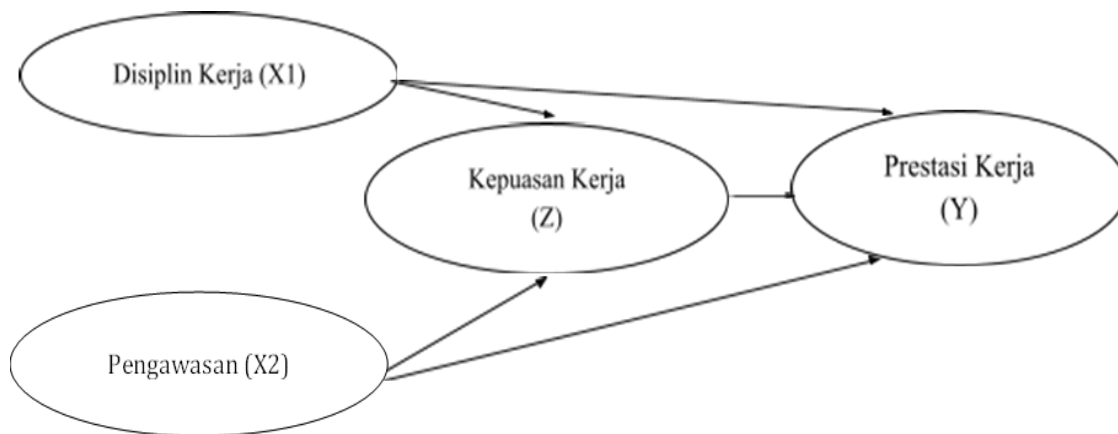 Disiplin Kerja (X1)
Kepuasan Kerja
(Z)
Prestasi Kerja
(Y)
Pengawasan (X2)